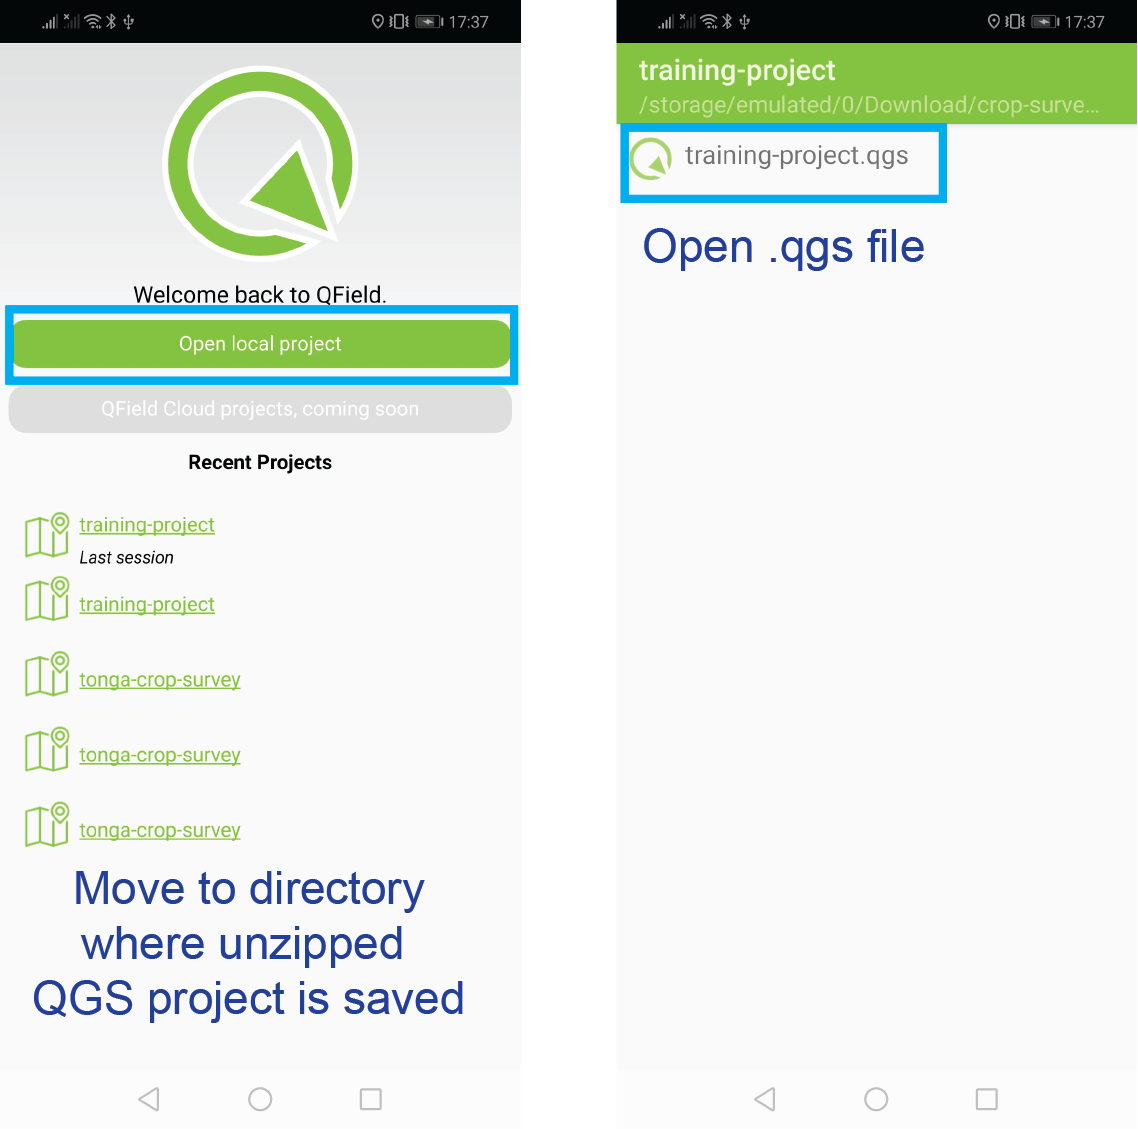 17:37
Welcome back to QField.
Open local project
QField Cloud projects, coming soon
Recent Projects
training-project
Last session
training-project
tonga-crop-survey
tonga-crop-survey
tonga-crop-survey
Move to directory
where unzipped
QGS project is saved
17:37
training-project
/storage/emulated/0/Download/crop-surve...
training-project.qgs
Open .qgs file